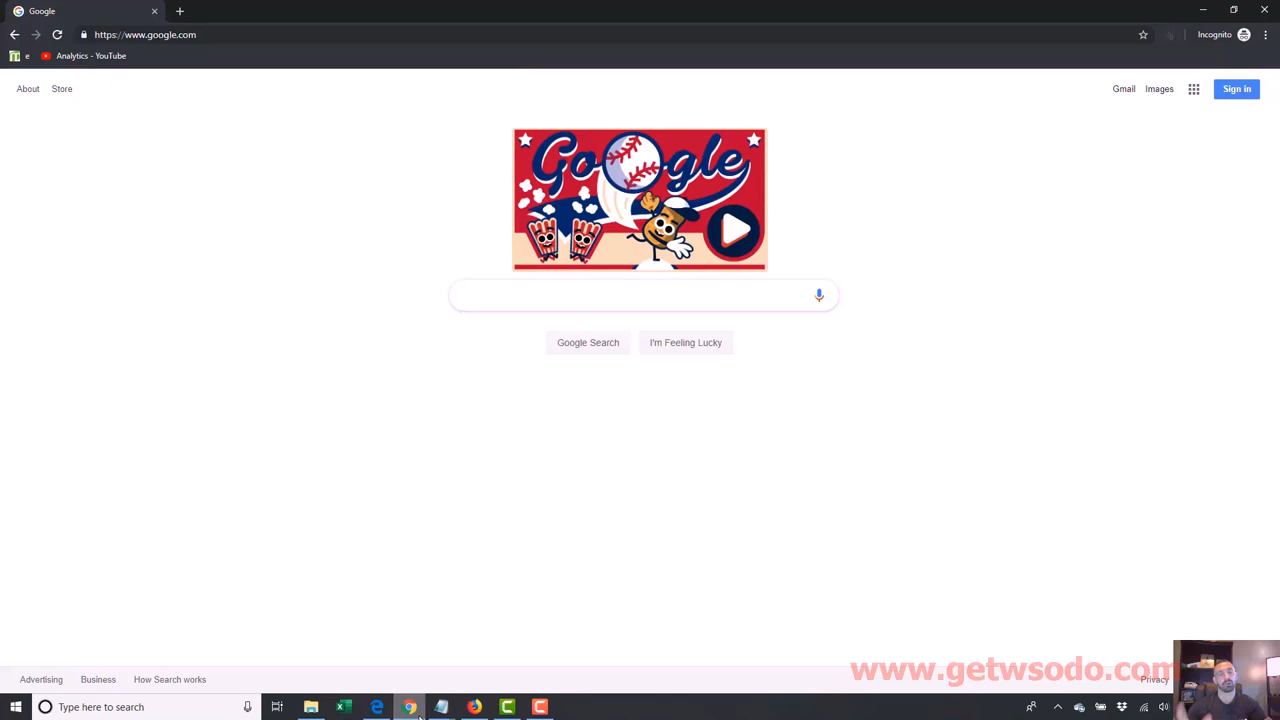 Google
https://www.google.com
Incognito
e
Analytics - YouTube
About
Store
Gmail
Images
Sign in
Google
Google Search
I'm Feeling Lucky
Advertising
Business
How Search works
www.getwsodo.com
Privacy
Type here to search